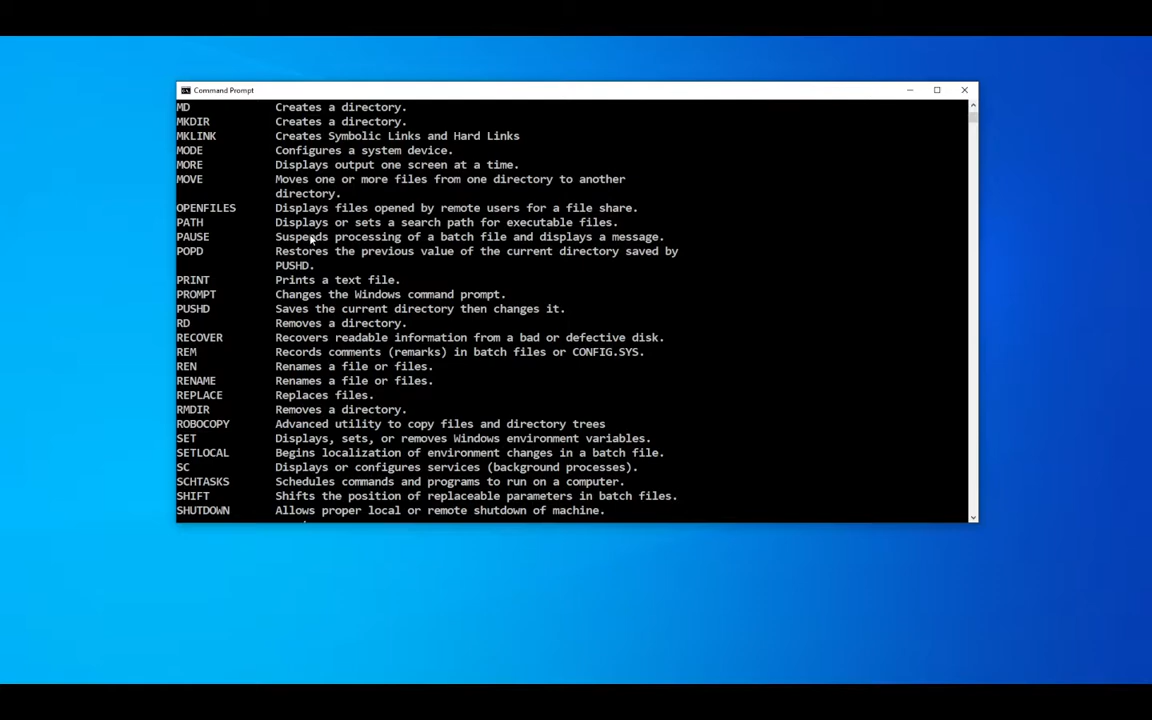 Command Prompt
MD Creates a directory.
MKDIR Creates a directory.
MKLINK Creates Symbolic Links and Hard Links
MODE Configures a system device.
MORE Displays output one screen at a time.
MOVE Moves one or more files from one directory to another
directory.
OPENFILES Displays files opened by remote users for a file share.
PATH Displays or sets a search path for executable files.
PAUSE Suspends processing of a batch file and displays a message.
POPD Restores the previous value of the current directory saved by
PUSHD.
PRINT Prints a text file.
PROMPT Changes the Windows command prompt.
PUSHD Saves the current directory then changes it.
RD Removes a directory.
RECOVER Recovers readable information from a bad or defective disk.
REM Records comments (remarks) in batch files or CONFIG.SYS.
REN Renames a file or files.
RENAME Renames a file or files.
REPLACE Replaces files.
RMDIR Removes a directory.
ROBOCOPY Advanced utility to copy files and directory trees
SET Displays, sets, or removes Windows environment variables.
SETLOCAL Begins localization of environment changes in a batch file.
SC Displays or configures services (background processes).
SCHTASKS Schedules commands and programs to run on a computer.
SHIFT Shifts the position of replaceable parameters in batch files.
SHUTDOWN Allows proper local or remote shutdown of machine.